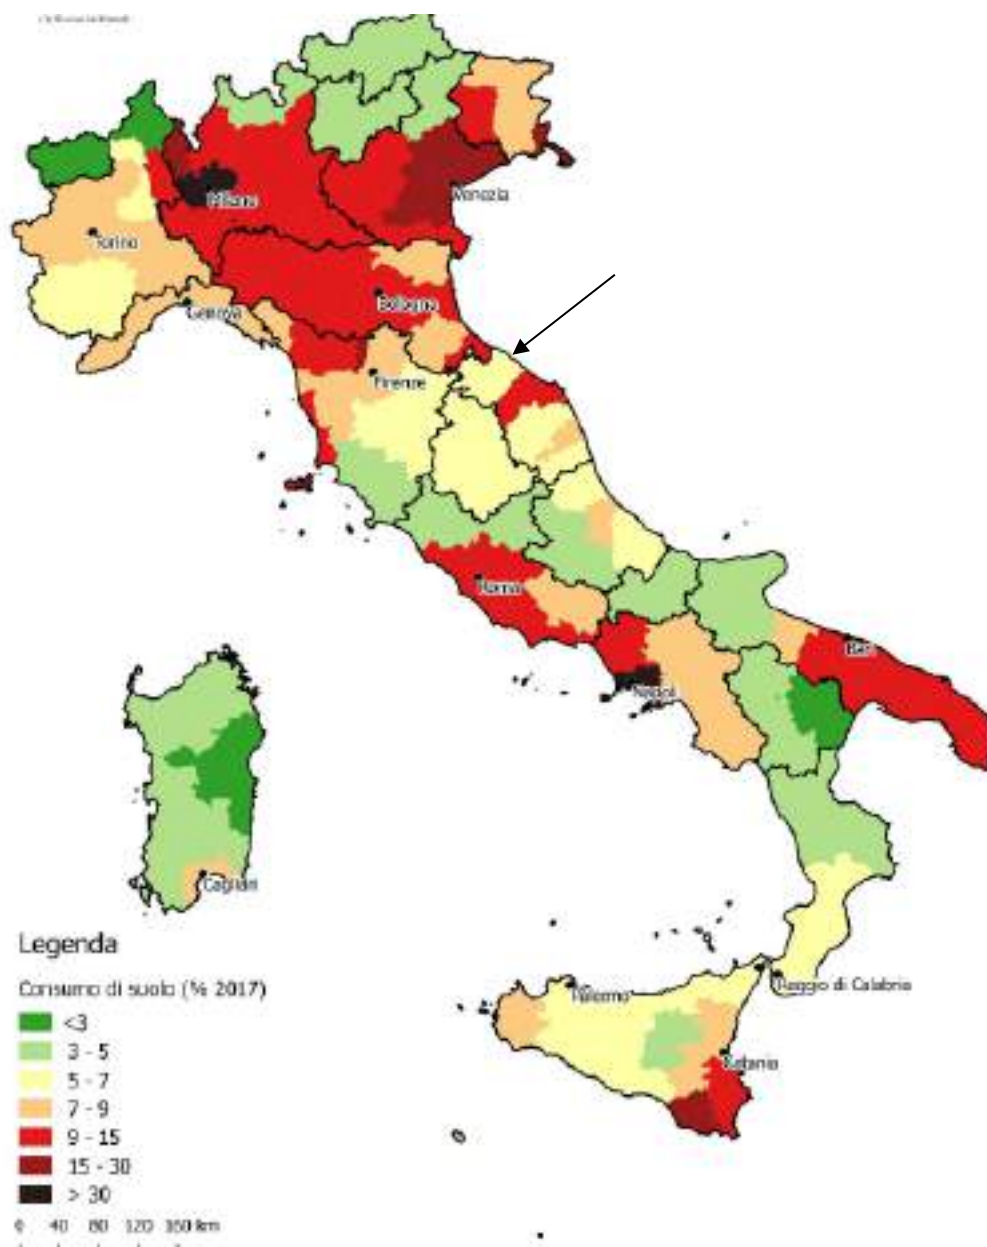 Milano
Venezia
Torino
Bologna
Genova
Firenze
Roma
Bari
Napoli
Cagliari
Legenda
Consumo di suolo (% 2017)
Reggio di Calabria
Palermo
<3
3 - 5
Catania
5 - 7
7 - 9
9 - 15
15 - 30
> 30
0 40 80 120 160 km